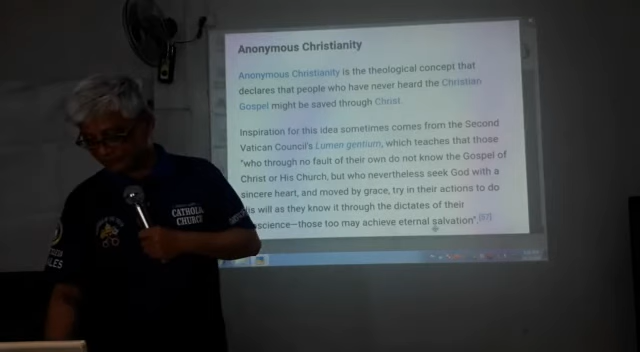 Anonymous Christianity
Anonymous Christianity is the theological concept that
declares that people who have never heard the Christian
Gospel might be saved through Christ.
Inspiration for this idea sometimes comes from the Second
Vatican Council's Lumen gentium, which teaches that those
"who through no fault of their own do not know the Gospel of
Christ or His Church, but who nevertheless seek God with a
sincere heart, and moved by grace, try in their actions to do
his will as they know it through the dictates of their
those too may achieve eternal salvation".
CATHOLIC
CHURCH